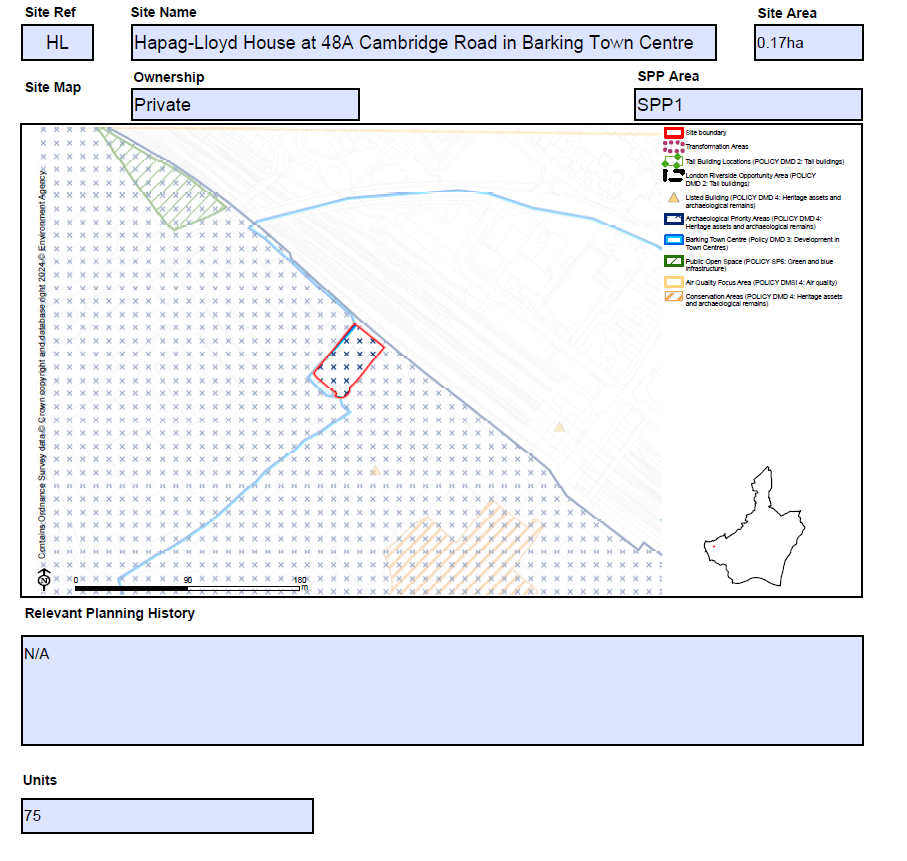 Site Ref
Site Name
Site Area
HL
Hapag-Lloyd House at 48A Cambridge Road in Barking Town Centre
0.17ha
Site Map
Ownership
SPP Area
Private
SPP1
Contains Ordnance Survey data © Crown copyright and database right 2024 © Environment Agency
Site boundary
Transformation Areas
Tall Building Locations (POLICY DMD 2: Tall buildings)
London Riverside Opportunity Area (POLICY
DMD 2: Tall buildings)
Listed Building (POLICY DMD 4: Heritage assets and
archaeological remains)
Archaeological Priority Areas (POLICY DMD 4:
Heritage assets and archaeological remains)
Barking Town Centre (Policy DMD 3: Development in
Town Centres)
Public Open Space (POLICY SP6: Green and blue
infrastructure)
Air Quality Focus Area (POLICY DMSI 4: Air quality)
Conservation Areas (POLICY DMD 4: Heritage assets
and archaeological remains)
N
0 90 180
m
Relevant Planning History
N/A
Units
75